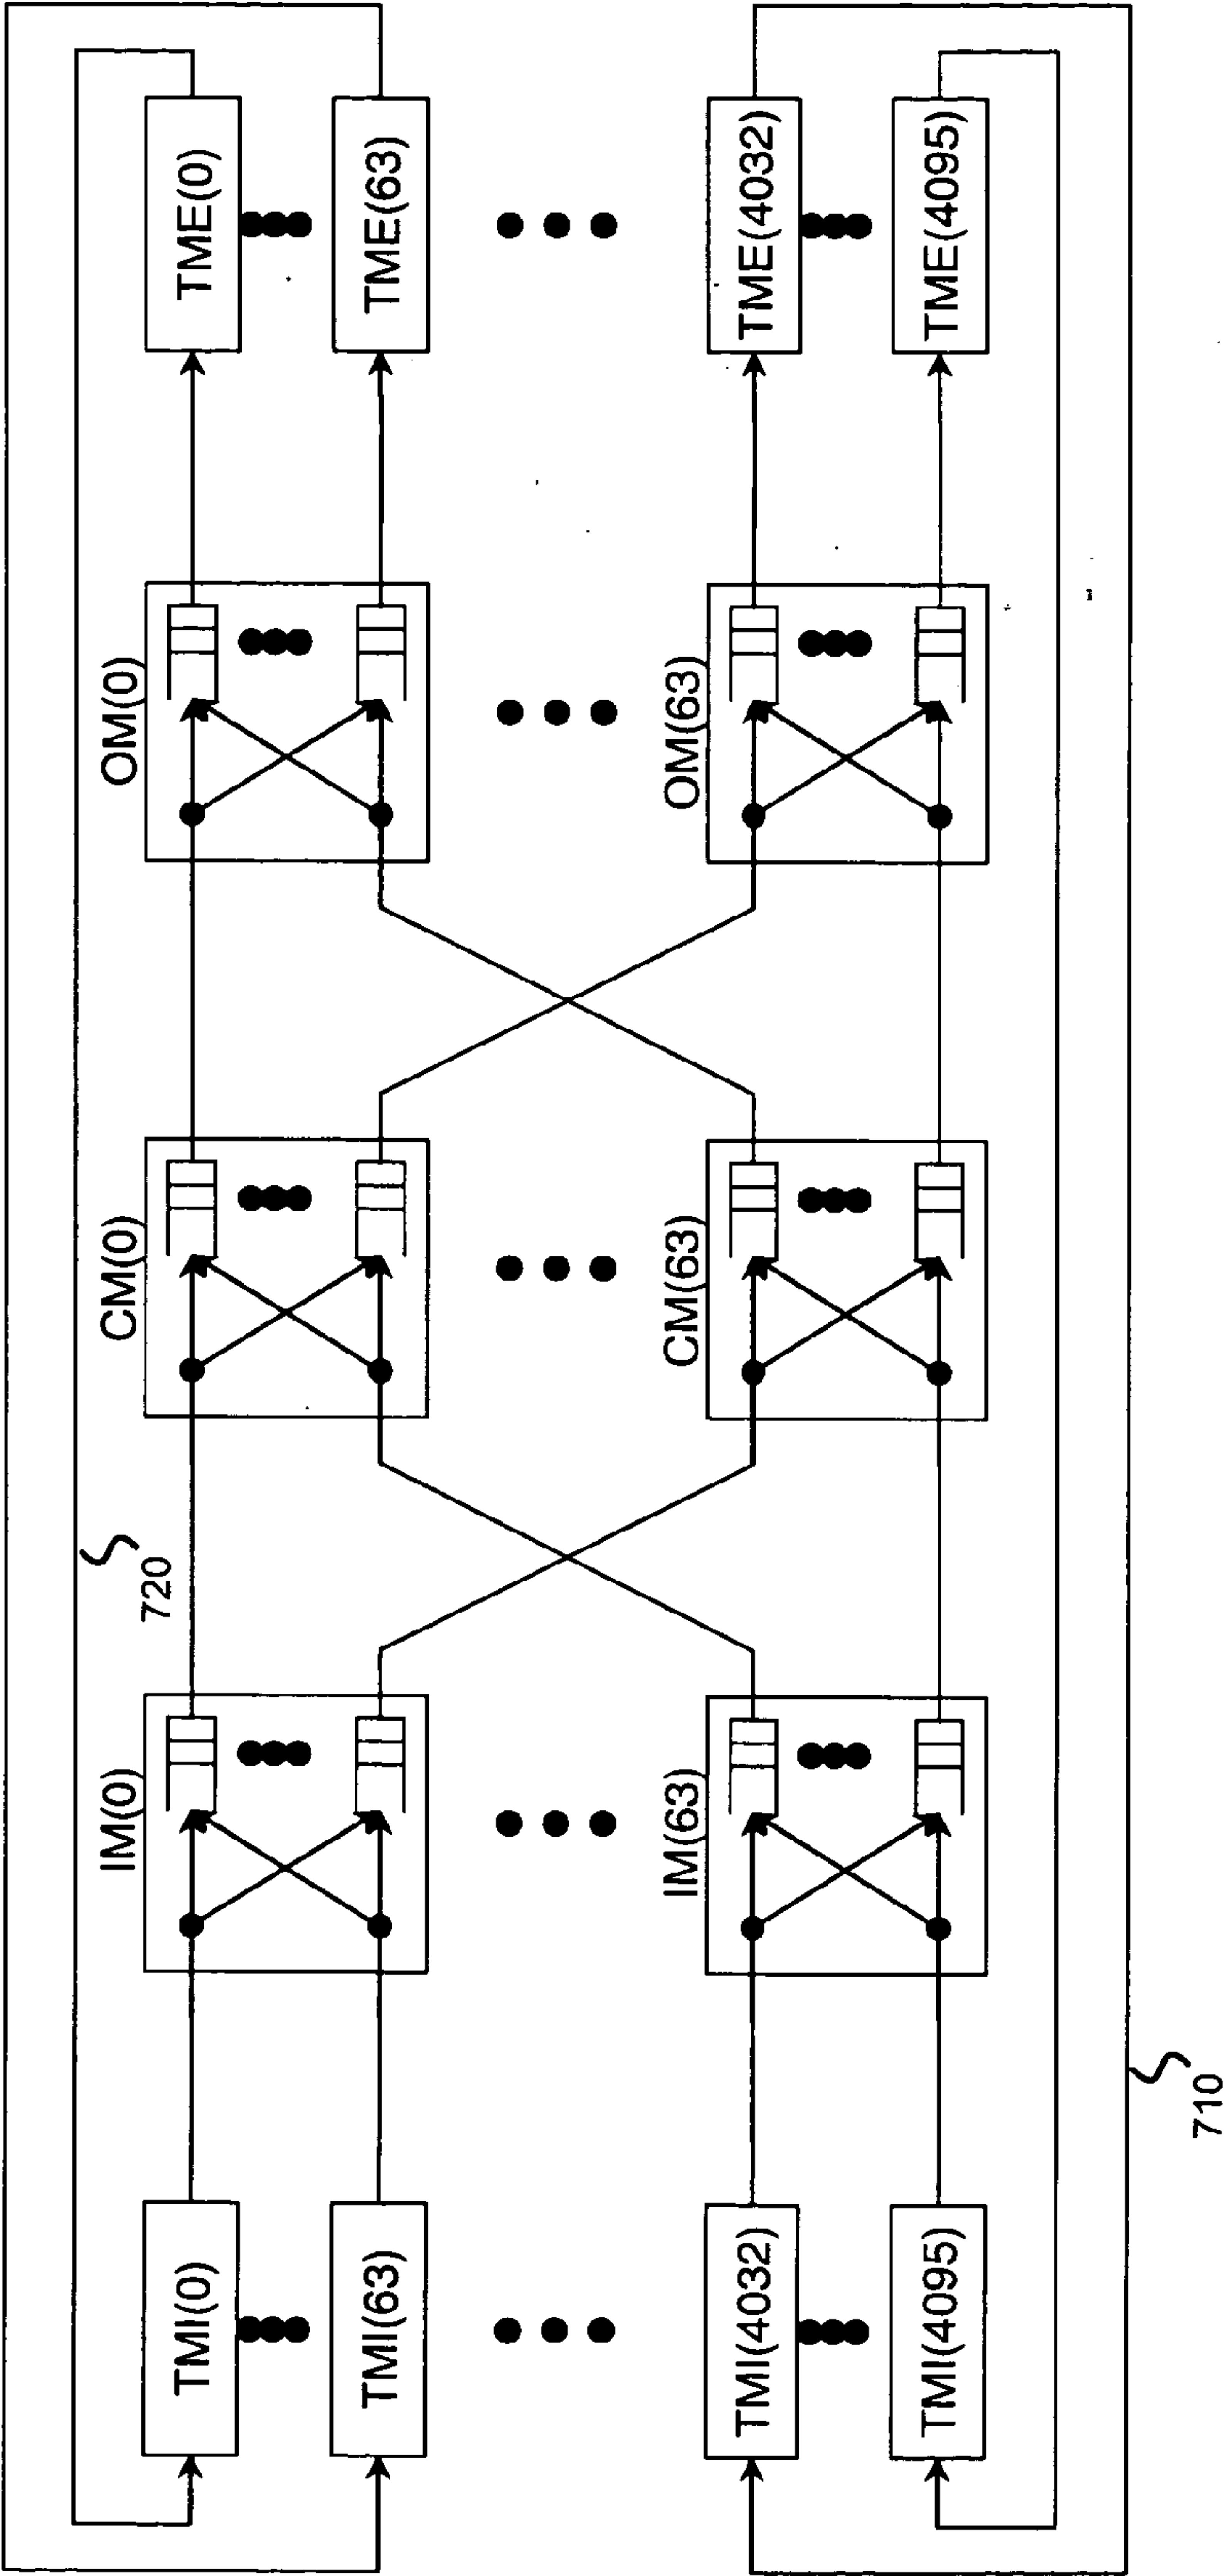 TMI(0)
TMI(63)
TMI(4032)
TMI(4095)
IM(0)
IM(63)
720
710
CM(0)
CM(63)
OM(0)
OM(63)
TME(0)
TME(63)
TME(4032)
TME(4095)